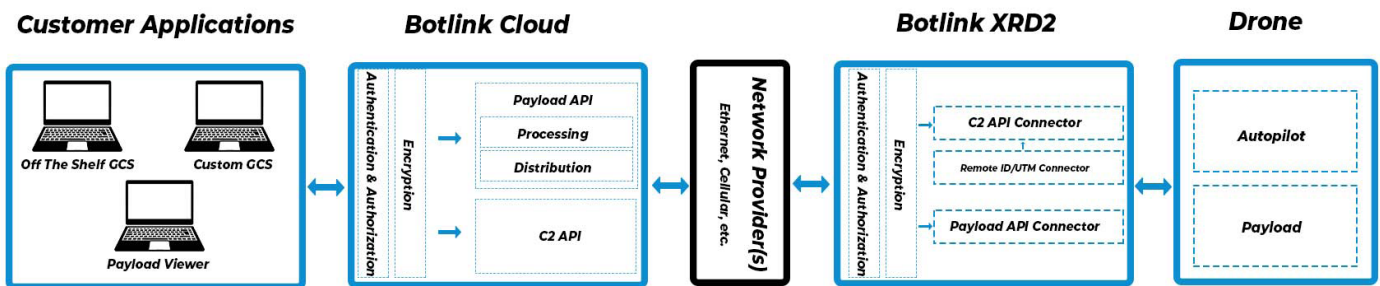 Customer Applications
Off The Shelf GCS
Custom GCS
Payload Viewer
Botlink Cloud
Authentication & Authorization
Encryption
Payload API
Processing
Distribution
C2 API
Network Provider(s)
Ethernet, Cellular, etc.
Botlink XRD2
Authentication & Authorization
Encryption
C2 API Connector
Remote ID/UTM Connector
Payload API Connector
Drone
Autopilot
Payload